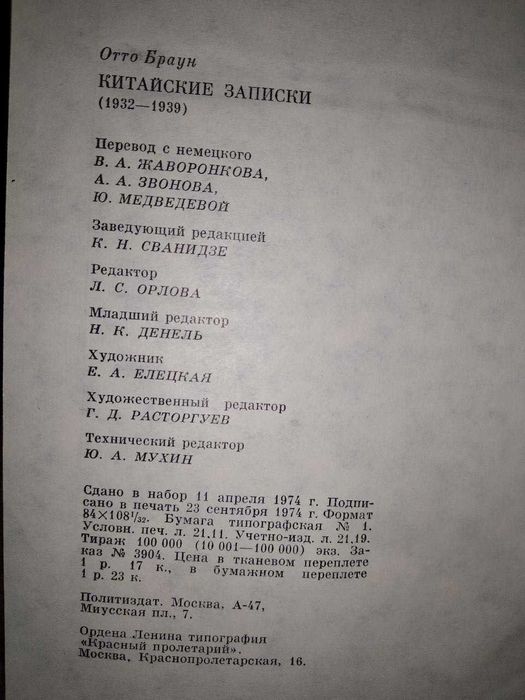 Отто Браун
КИТАЙСКИЕ ЗАПИСКИ
(1932—1939)
Перевод с немецкого
В. А. ЖАВОРОНКОВА,
А. А. ЗВОНОВА,
Ю. МЕДВЕДЕВОЙ
Заведующий редакцией
К. Н. СВАНИДЗЕ
Редактор
Л. С. ОРЛОВА
Младший редактор
Н. К. ДЕНЕЛЬ
Художник
Е. А. ЕЛЕЦКАЯ
Художественный редактор
Г. Д. РАСТОРГУЕВ
Технический редактор
Ю. А. МУХИН
Сдано в набор 11 апреля 1974 г. Подпи-
сано в печать 23 сентября 1974 г. Формат
84×108¹/₃₂. Бумага типографская № 1.
Условн. печ. л. 21.11. Учетно-изд. л. 21.19.
Тираж 100 000 (10 001—100 000) экз. За-
каз № 3904. Цена в тканевом переплете
1 р. 17 к., в бумажном переплете
1 р. 23 к.
Политиздат. Москва, А-47,
Миусская пл., 7.
Ордена Ленина типография
«Красный пролетарий».
Москва, Краснопролетарская, 16.